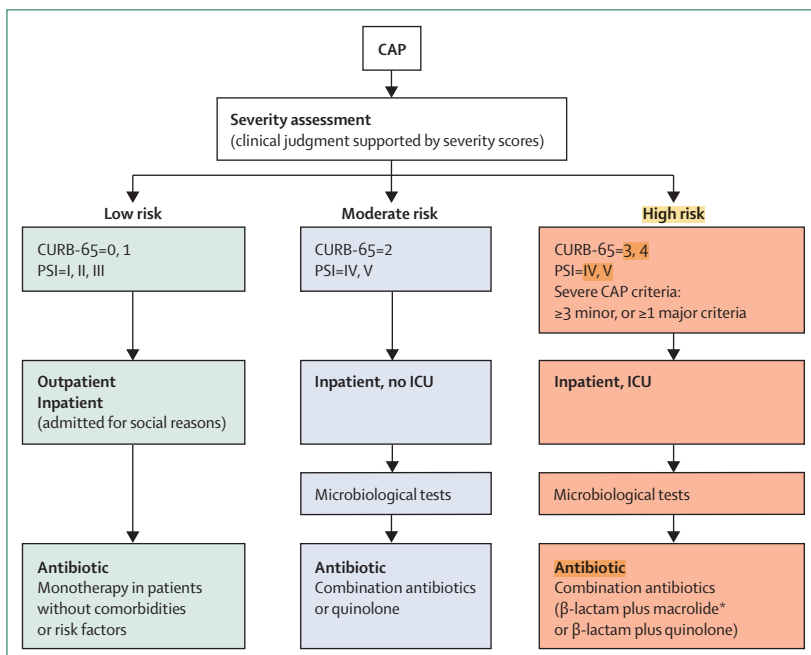 CAP
Severity assessment
(clinical judgment supported by severity scores)
Low risk
CURB-65=0, 1
PSI=I, II, III
Outpatient
Inpatient
(admitted for social reasons)
Antibiotic
Monotherapy in patients
without comorbidities
or risk factors
Moderate risk
CURB-65=2
PSI=IV, V
Inpatient, no ICU
Microbiological tests
Antibiotic
Combination antibiotics
or quinolone
High risk
CURB-65=3, 4
PSI=IV, V
Severe CAP criteria:
≥3 minor, or ≥1 major criteria
Inpatient, ICU
Microbiological tests
Antibiotic
Combination antibiotics
(β-lactam plus macrolide*
or β-lactam plus quinolone)